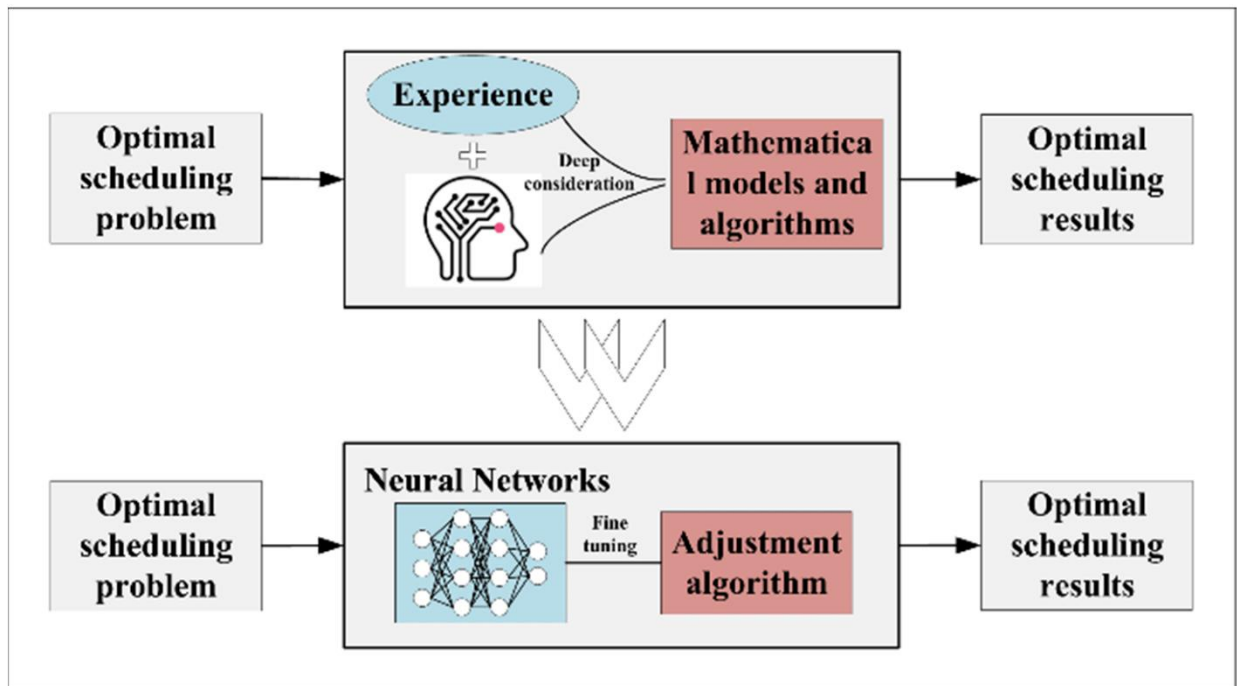 Optimal
scheduling
problem
Experience
Deep
consideration
Mathematica
l models and
algorithms
Optimal
scheduling
results
Optimal
scheduling
problem
Neural Networks
Fine
tuning
Adjustment
algorithm
Optimal
scheduling
results